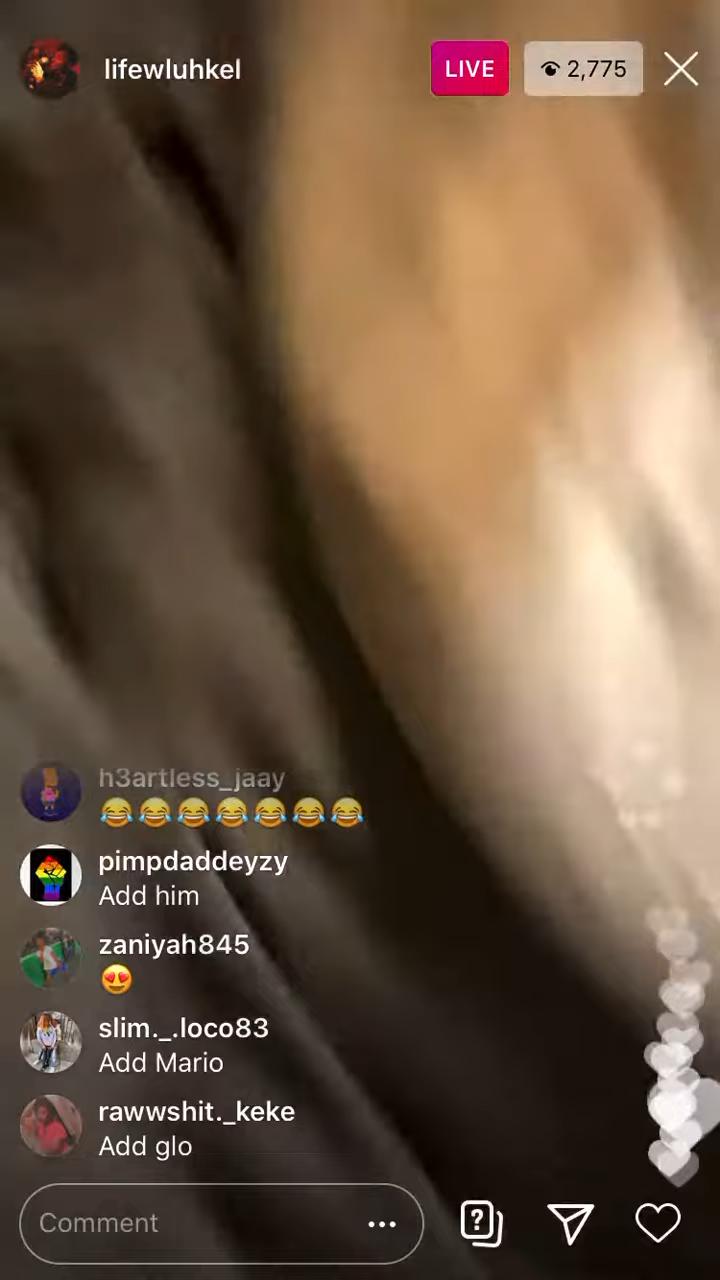 lifewluhkel
LIVE
2,775
h3artless_jaay
😂😂😂😂😂😂😂
pimpdaddeyzy
Add him
zaniyah845
😍
slim._.loco83
Add Mario
rawwshit._keke
Add glo
Comment